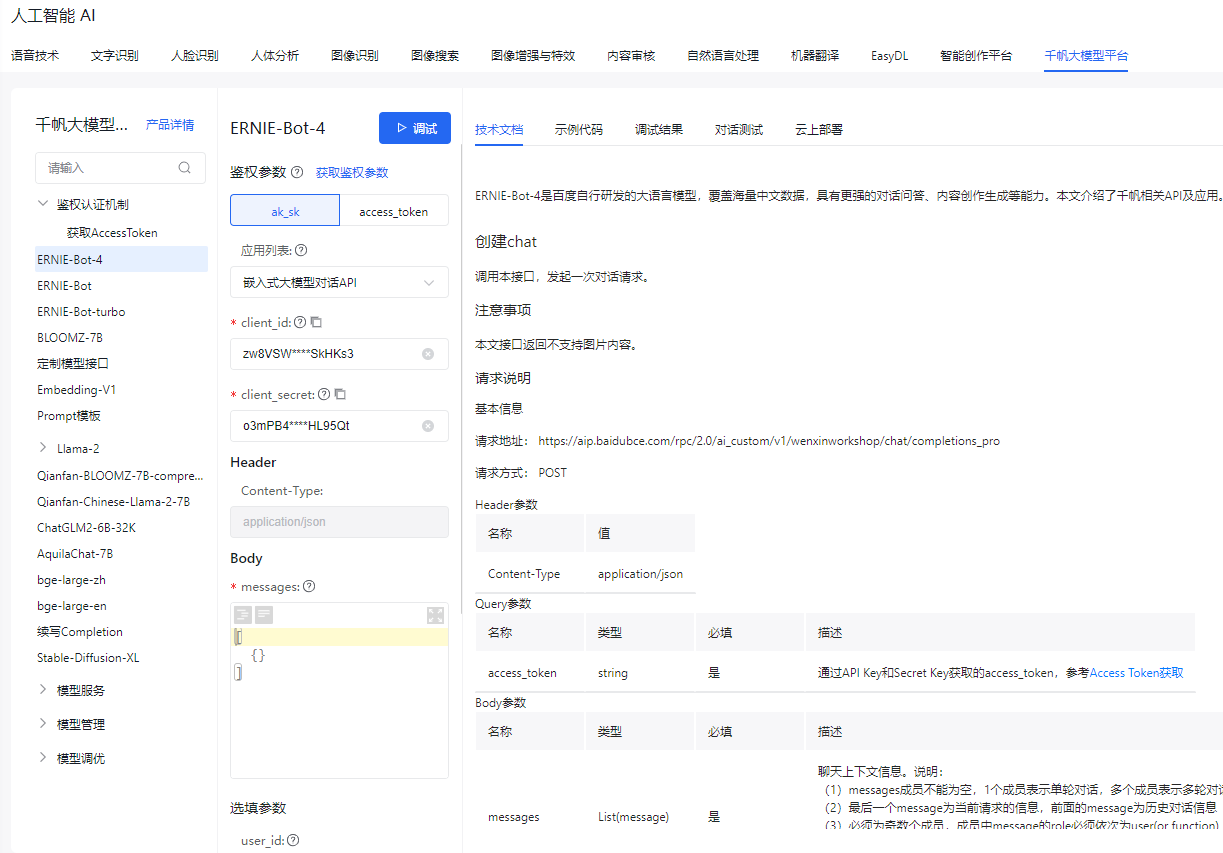 人工智能 AI
语音技术 文字识别 人脸识别 人体分析 图像识别 图像搜索 图像增强与特效 内容审核 自然语言处理 机器翻译 EasyDL 智能创作平台 千帆大模型平台
千帆大模型... 产品详情
请输入
鉴权认证机制
获取AccessToken
ERNIE-Bot-4
ERNIE-Bot
ERNIE-Bot-turbo
BLOOMZ-7B
定制模型接口
Embedding-V1
Prompt模板
Llama-2
Qianfan-BLOOMZ-7B-compre...
Qianfan-Chinese-Llama-2-7B
ChatGLM2-6B-32K
AquilaChat-7B
bge-large-zh
bge-large-en
续写Completion
Stable-Diffusion-XL
模型服务
模型管理
模型调优
ERNIE-Bot-4 调试
鉴权参数 ? 获取鉴权参数
ak_sk access_token
应用列表: ?
嵌入式大模型对话API
* client_id: ?
zw8VSW****SkHKs3
* client_secret: ?
o3mPB4****HL95Qt
Header
Content-Type:
application/json
Body
* messages: ?
[
{}
]
选填参数
user_id: ?
技术文档 示例代码 调试结果 对话测试 云上部署
ERNIE-Bot-4是百度自行研发的大语言模型，覆盖海量中文数据，具有更强的对话问答、内容创作生成等能力。本文介绍了千帆相关API及应用。
创建chat
调用本接口，发起一次对话请求。
注意事项
本文接口返回不支持图片内容。
请求说明
基本信息
请求地址： https://aip.baidubce.com/rpc/2.0/ai_custom/v1/wenxinworkshop/chat/completions_pro
请求方式： POST
Header参数
名称 值
Content-Type application/json
Query参数
名称 类型 必填 描述
access_token string 是 通过API Key和Secret Key获取的access_token，参考Access Token获取
Body参数
名称 类型 必填 描述
messages List(message) 是 聊天上下文信息。说明：
（1）messages成员不能为空，1个成员表示单轮对话，多个成员表示多轮对话
（2）最后一个message为当前请求的信息，前面的message为历史对话信息
（3）必须为奇数个成员，成员中message的role必须依次为user(or function)